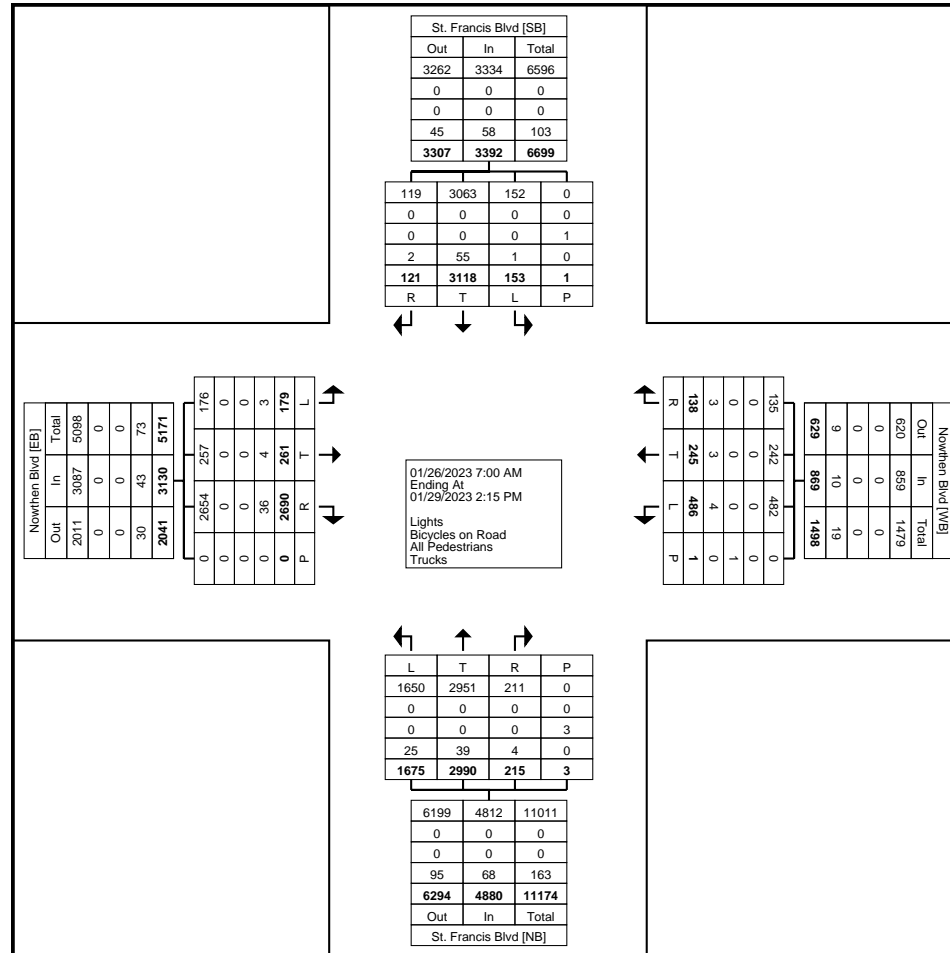 St. Francis Blvd [SB]
Out In Total
3262 3334 6596
0 0 0
0 0 0
45 58 103
3307 3392 6699
119 3063 152 0
0 0 0 0
0 0 0 1
2 55 1 0
121 3118 153 1
R T L P
Nowthen Blvd [EB]
Total In Out
5098 3087 2011
0 0 0
0 0 0
73 43 30
5171 3130 2041
176 257 2654 0
0 0 0 0
0 0 0 0
3 4 36 0
179 261 2690 0
L T R P
01/26/2023 7:00 AM
Ending At
01/29/2023 2:15 PM
Lights
Bicycles on Road
All Pedestrians
Trucks
R T L P
138 245 486 1
3 3 4 0
0 0 0 1
0 0 0 0
135 242 482 0
Nowthen Blvd [WB]
Out In Total
620 859 1479
0 0 0
0 0 0
9 10 19
629 869 1498
L T R P
1650 2951 211 0
0 0 0 0
0 0 0 3
25 39 4 0
1675 2990 215 3
6199 4812 11011
0 0 0
0 0 0
95 68 163
6294 4880 11174
Out In Total
St. Francis Blvd [NB]